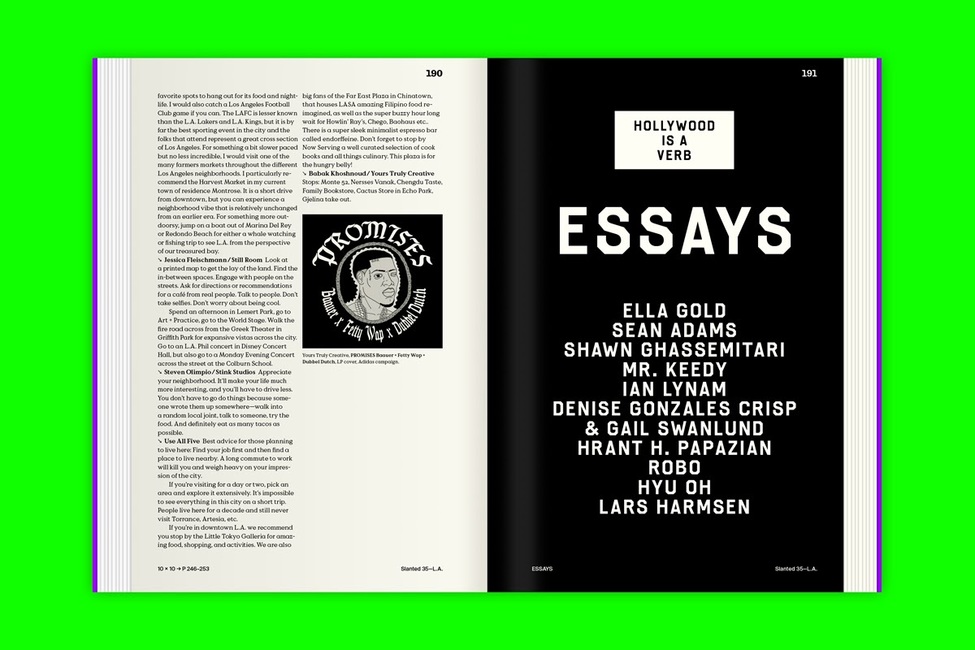 190
favorite spots to hang out for its food and night-
life. I would also catch a Los Angeles Football
Club game if you can. The LAFC is lesser known
than the L.A. Lakers and L.A. Kings, but it is by
far the best sporting event in the city and the
folks that attend represent a great cross section
of Los Angeles. For something a bit slower paced
but no less incredible, I would visit one of the
many farmers markets throughout the different
Los Angeles neighborhoods. I particularly re-
commend the Harvest Market in my current
town of residence Montrose. It is a short drive
from downtown, but you can experience a
neighborhood vibe that is relatively unchanged
from an earlier era. For something more out-
doorsy, jump on a boat out of Marina Del Rey
or Redondo Beach for either a whale watching
or fishing trip to see L.A. from the perspective
of our treasured bay.
↘ Jessica Fleischmann / Still Room Look at
a printed map to get the lay of the land. Find the
in-between spaces. Engage with people on the
streets. Ask for directions or recommendations
for a café from real people. Talk to people. Don't
take selfies. Don't worry about being cool.
Spend an afternoon in Lemert Park, go to
Art + Practice, go to the World Stage. Walk the
fire road across from the Greek Theater in
Griffith Park for expansive vistas across the city.
Go to an L.A. Phil concert in Disney Concert
Hall, but also go to a Monday Evening Concert
across the street at the Colburn School.
↘ Steven Olimpio / Stink Studios Appreciate
your neighborhood. It'll make your life much
more interesting, and you'll have to drive less.
You don't have to go do things because some-
one wrote them up somewhere—walk into
a random local joint, talk to someone, try the
food. And definitely eat as many tacos as
possible.
↘ Use All Five Best advice for those planning
to live here: Find your job first and then find a
place to live nearby. A long commute to work
will kill you and weigh heavy on your impres-
sion of the city.
If you're visiting for a day or two, pick an
area and explore it extensively. It's impossible
to see everything in this city on a short trip.
People live here for a decade and still never
visit Torrance, Artesia, etc.
If you're in downtown L.A. we recommend
you stop by the Little Tokyo Galleria for amaz-
ing food, shopping, and activities. We are also
big fans of the Far East Plaza in Chinatown,
that houses LASA amazing Filipino food re-
imagined, as well as the super buzzy hour long
wait for Howlin' Ray's, Chego, Baohaus etc..
There is a super sleek minimalist espresso bar
called endorffeine. Don't forget to stop by
Now Serving a well curated selection of cook
books and all things culinary. This plaza is for
the hungry belly!
↘ Babak Khoshnoud / Yours Truly Creative
Stops: Monte 52, Nersses Vanak, Chengdu Taste,
Family Bookstore, Cactus Store in Echo Park,
Gjelina take out.
PROMISES
Baauer x Fetty Wap x Dubbel Dutch
Yours Truly Creative, PROMISES Baauer + Fetty Wap +
Dubbel Dutch, LP cover, Adidas campaign.
10 × 10 → P 246–253
Slanted 35—L.A.
191
HOLLYWOOD
IS A
VERB
ESSAYS
ELLA GOLD
SEAN ADAMS
SHAWN GHASSEMITARI
MR. KEEDY
IAN LYNAM
DENISE GONZALES CRISP
& GAIL SWANLUND
HRANT H. PAPAZIAN
ROBO
HYU OH
LARS HARMSEN
ESSAYS
Slanted 35—L.A.